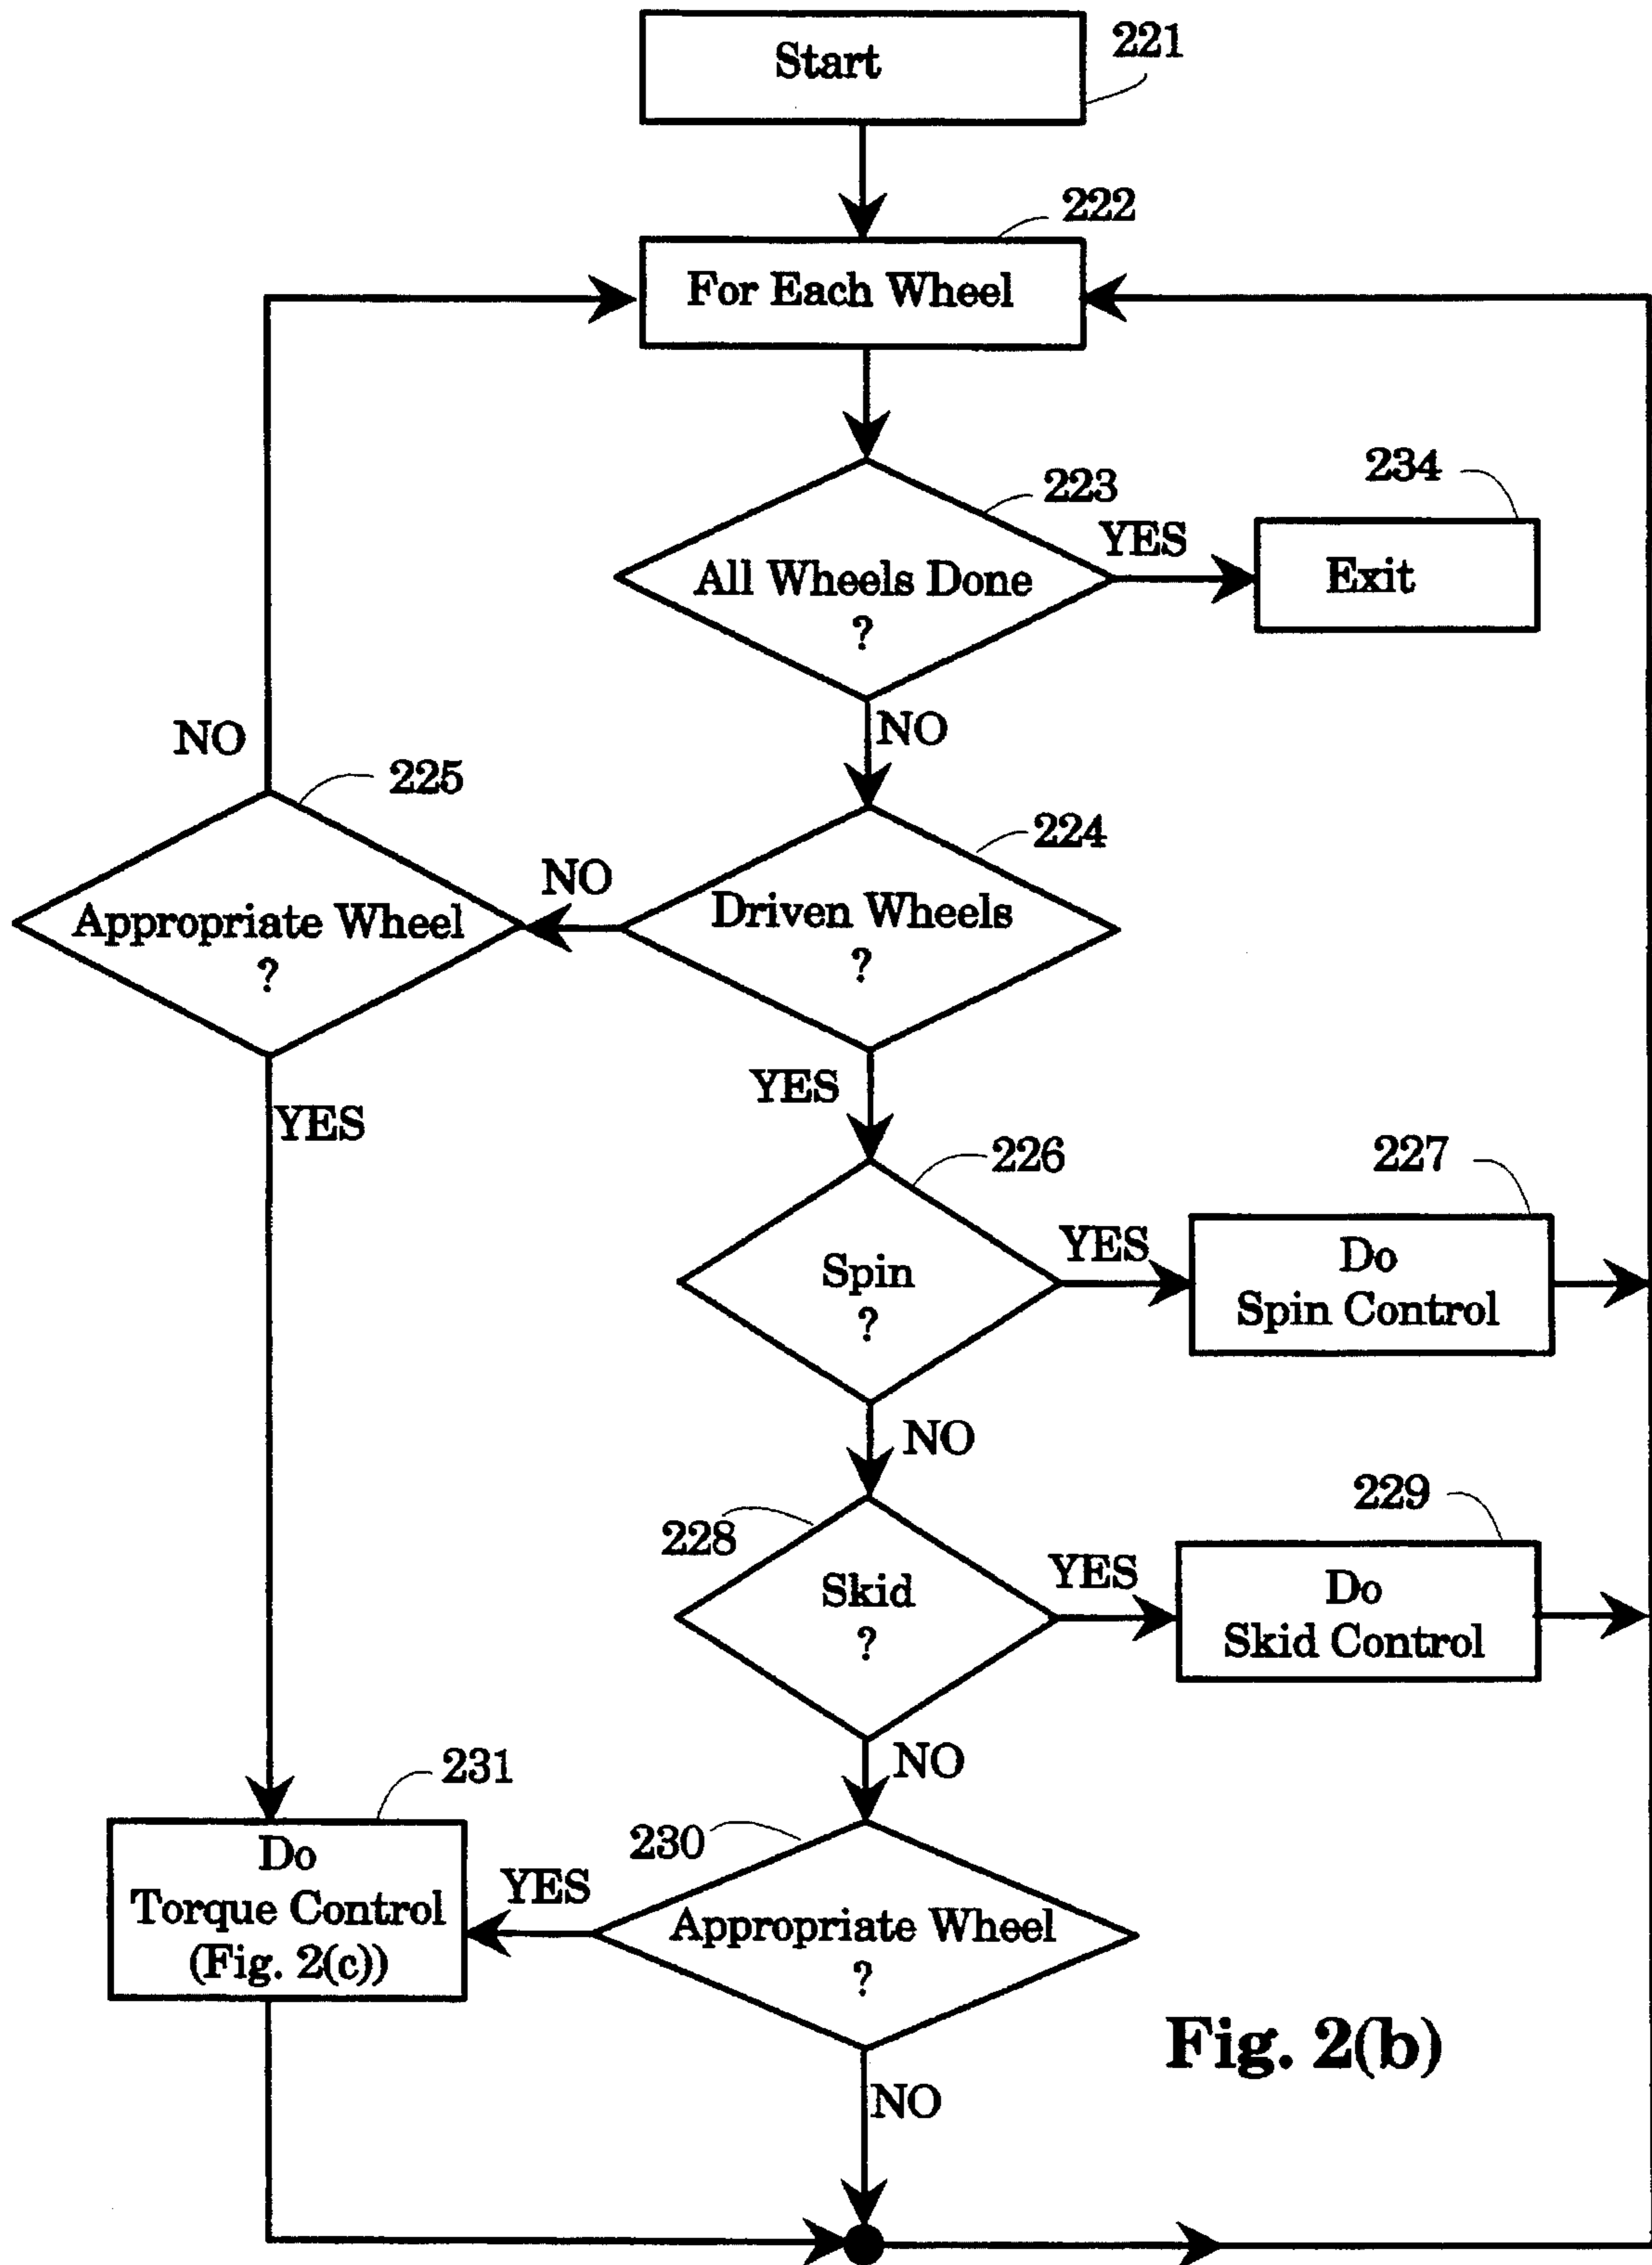 Start
221
222
For Each Wheel
234
223
YES
All Wheels Done
?
Exit
NO
NO
225
224
NO
Appropriate Wheel
?
Driven Wheels
?
YES
YES
226
227
Spin
?
YES
Do
Spin Control
NO
228
229
Skid
?
YES
Do
Skid Control
NO
231
230
Do
Torque Control
(Fig. 2(c))
YES
Appropriate Wheel
?
Fig. 2(b)
NO